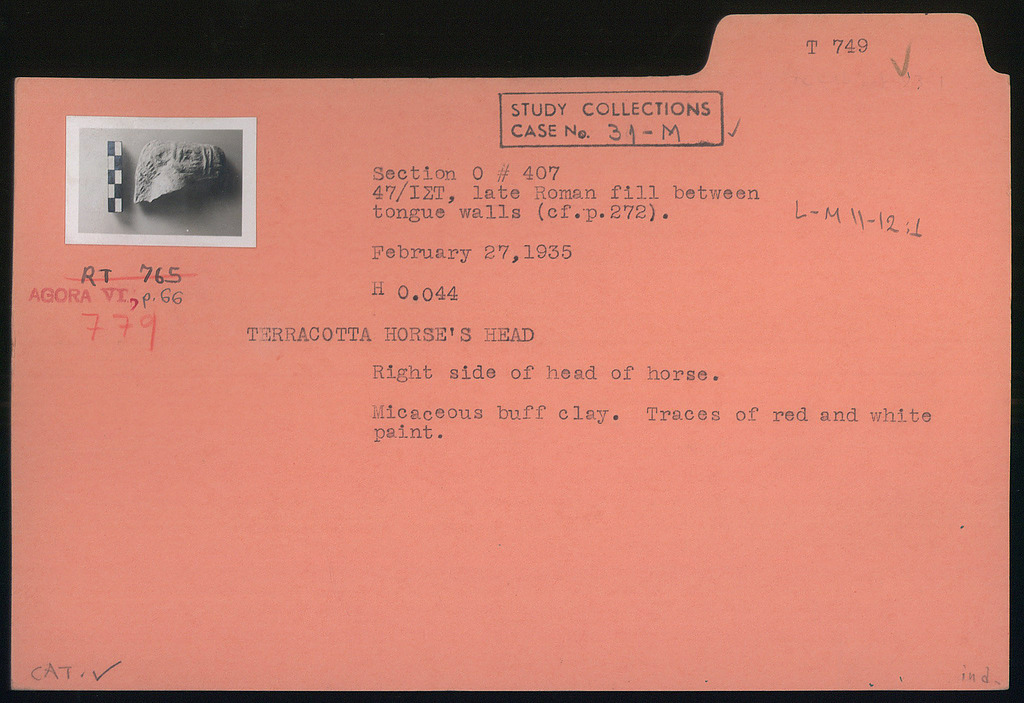 T 749
STUDY COLLECTIONS
CASE No. 31-M
Section O # 407
47/ΙΣΤ, late Roman fill between
tongue walls (cf.p.272).
L-M 11-12:1
February 27,1935
H 0.044
RT 765
AGORA VI, p.66
779
TERRACOTTA HORSE'S HEAD
Right side of head of horse.
Micaceous buff clay. Traces of red and white
paint.
CAT.
ind.